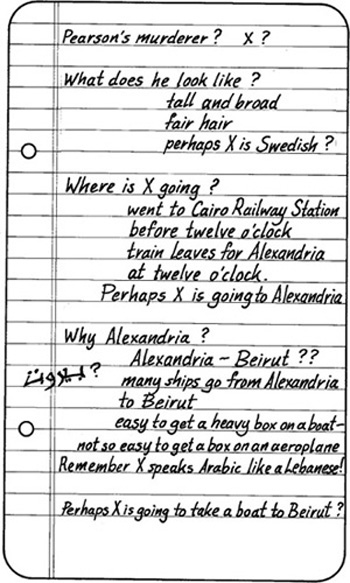 Pearson's murderer ? X ?
What does he look like ?
tall and broad
fair hair
perhaps X is Swedish ?
Where is X going ?
went to Cairo Railway Station
before twelve o'clock
train leaves for Alexandria
at twelve o'clock.
Perhaps X is going to Alexandria
Why Alexandria ?
Alexandria – Beirut ??
بيروت ?
many ships go from Alexandria
to Beirut
easy to get a heavy box on a boat –
not so easy to get a box on an aeroplane
Remember X speaks Arabic like a Lebanese!
Perhaps X is going to take a boat to Beirut ?